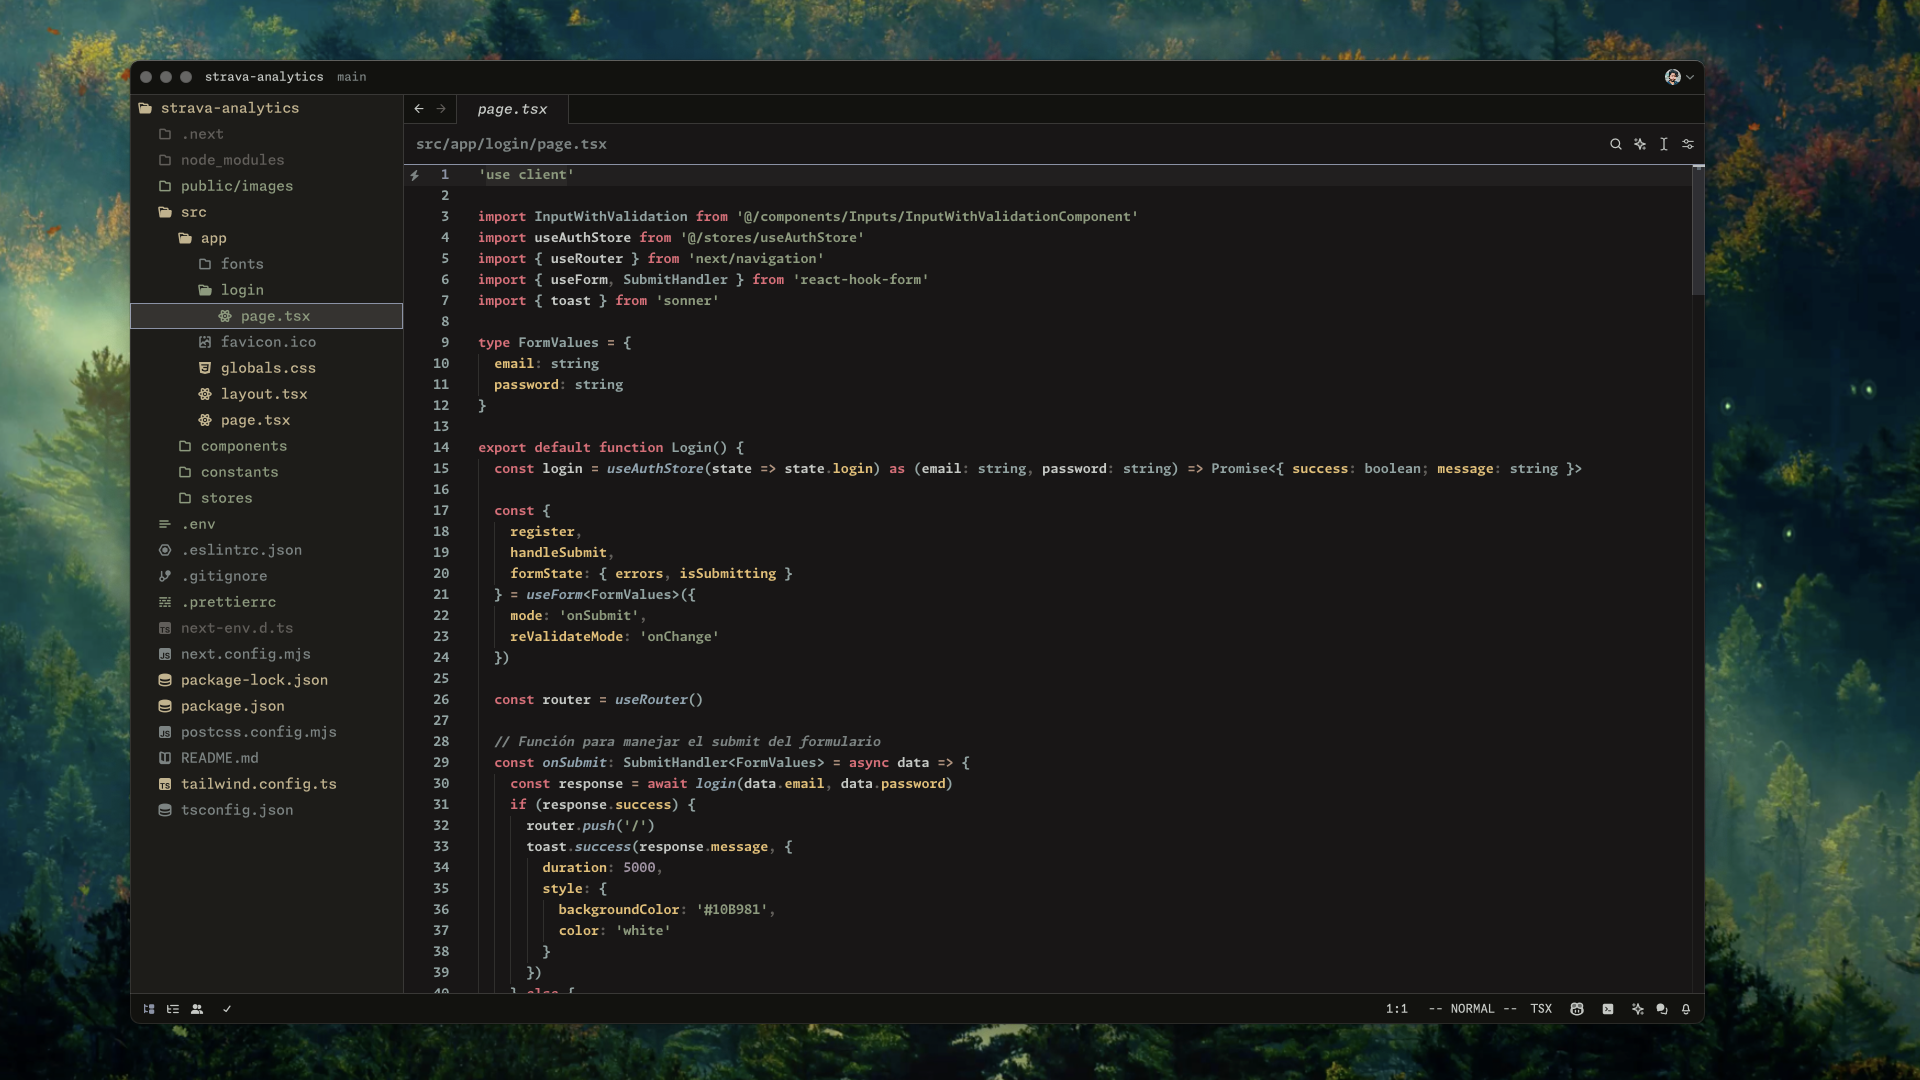 strava-analytics main
strava-analytics
.next
node_modules
public/images
src
app
fonts
login
page.tsx
favicon.ico
globals.css
layout.tsx
page.tsx
components
constants
stores
.env
.eslintrc.json
.gitignore
.prettierrc
next-env.d.ts
next.config.mjs
package-lock.json
package.json
postcss.config.mjs
README.md
tailwind.config.ts
tsconfig.json
page.tsx
src/app/login/page.tsx
1 'use client'
2
3 import InputWithValidation from '@/components/Inputs/InputWithValidationComponent'
4 import useAuthStore from '@/stores/useAuthStore'
5 import { useRouter } from 'next/navigation'
6 import { useForm, SubmitHandler } from 'react-hook-form'
7 import { toast } from 'sonner'
8
9 type FormValues = {
10 email: string
11 password: string
12 }
13
14 export default function Login() {
15 const login = useAuthStore(state => state.login) as (email: string, password: string) => Promise<{ success: boolean; message: string }>
16
17 const {
18 register,
19 handleSubmit,
20 formState: { errors, isSubmitting }
21 } = useForm<FormValues>({
22 mode: 'onSubmit',
23 reValidateMode: 'onChange'
24 })
25
26 const router = useRouter()
27
28 // Función para manejar el submit del formulario
29 const onSubmit: SubmitHandler<FormValues> = async data => {
30 const response = await login(data.email, data.password)
31 if (response.success) {
32 router.push('/')
33 toast.success(response.message, {
34 duration: 5000,
35 style: {
36 backgroundColor: '#10B981',
37 color: 'white'
38 }
39 })
40 } else {
1:1 -- NORMAL -- TSX